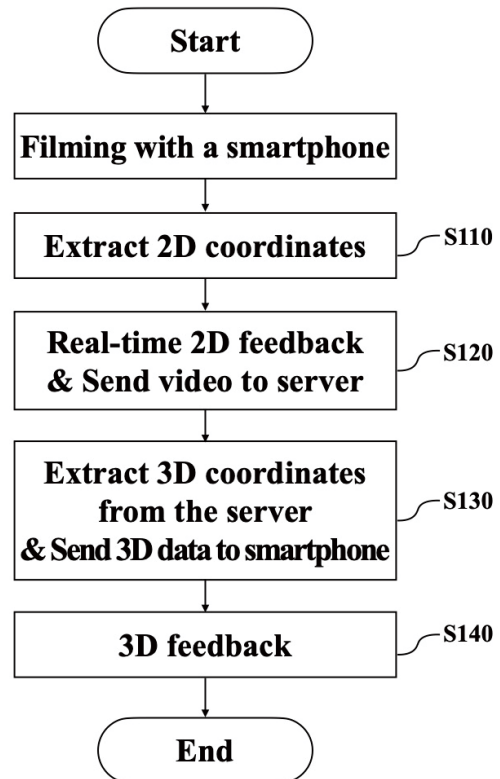 Start
Filming with a smartphone
Extract 2D coordinates
S110
Real-time 2D feedback
& Send video to server
S120
Extract 3D coordinates
from the server
& Send 3D data to smartphone
S130
3D feedback
S140
End